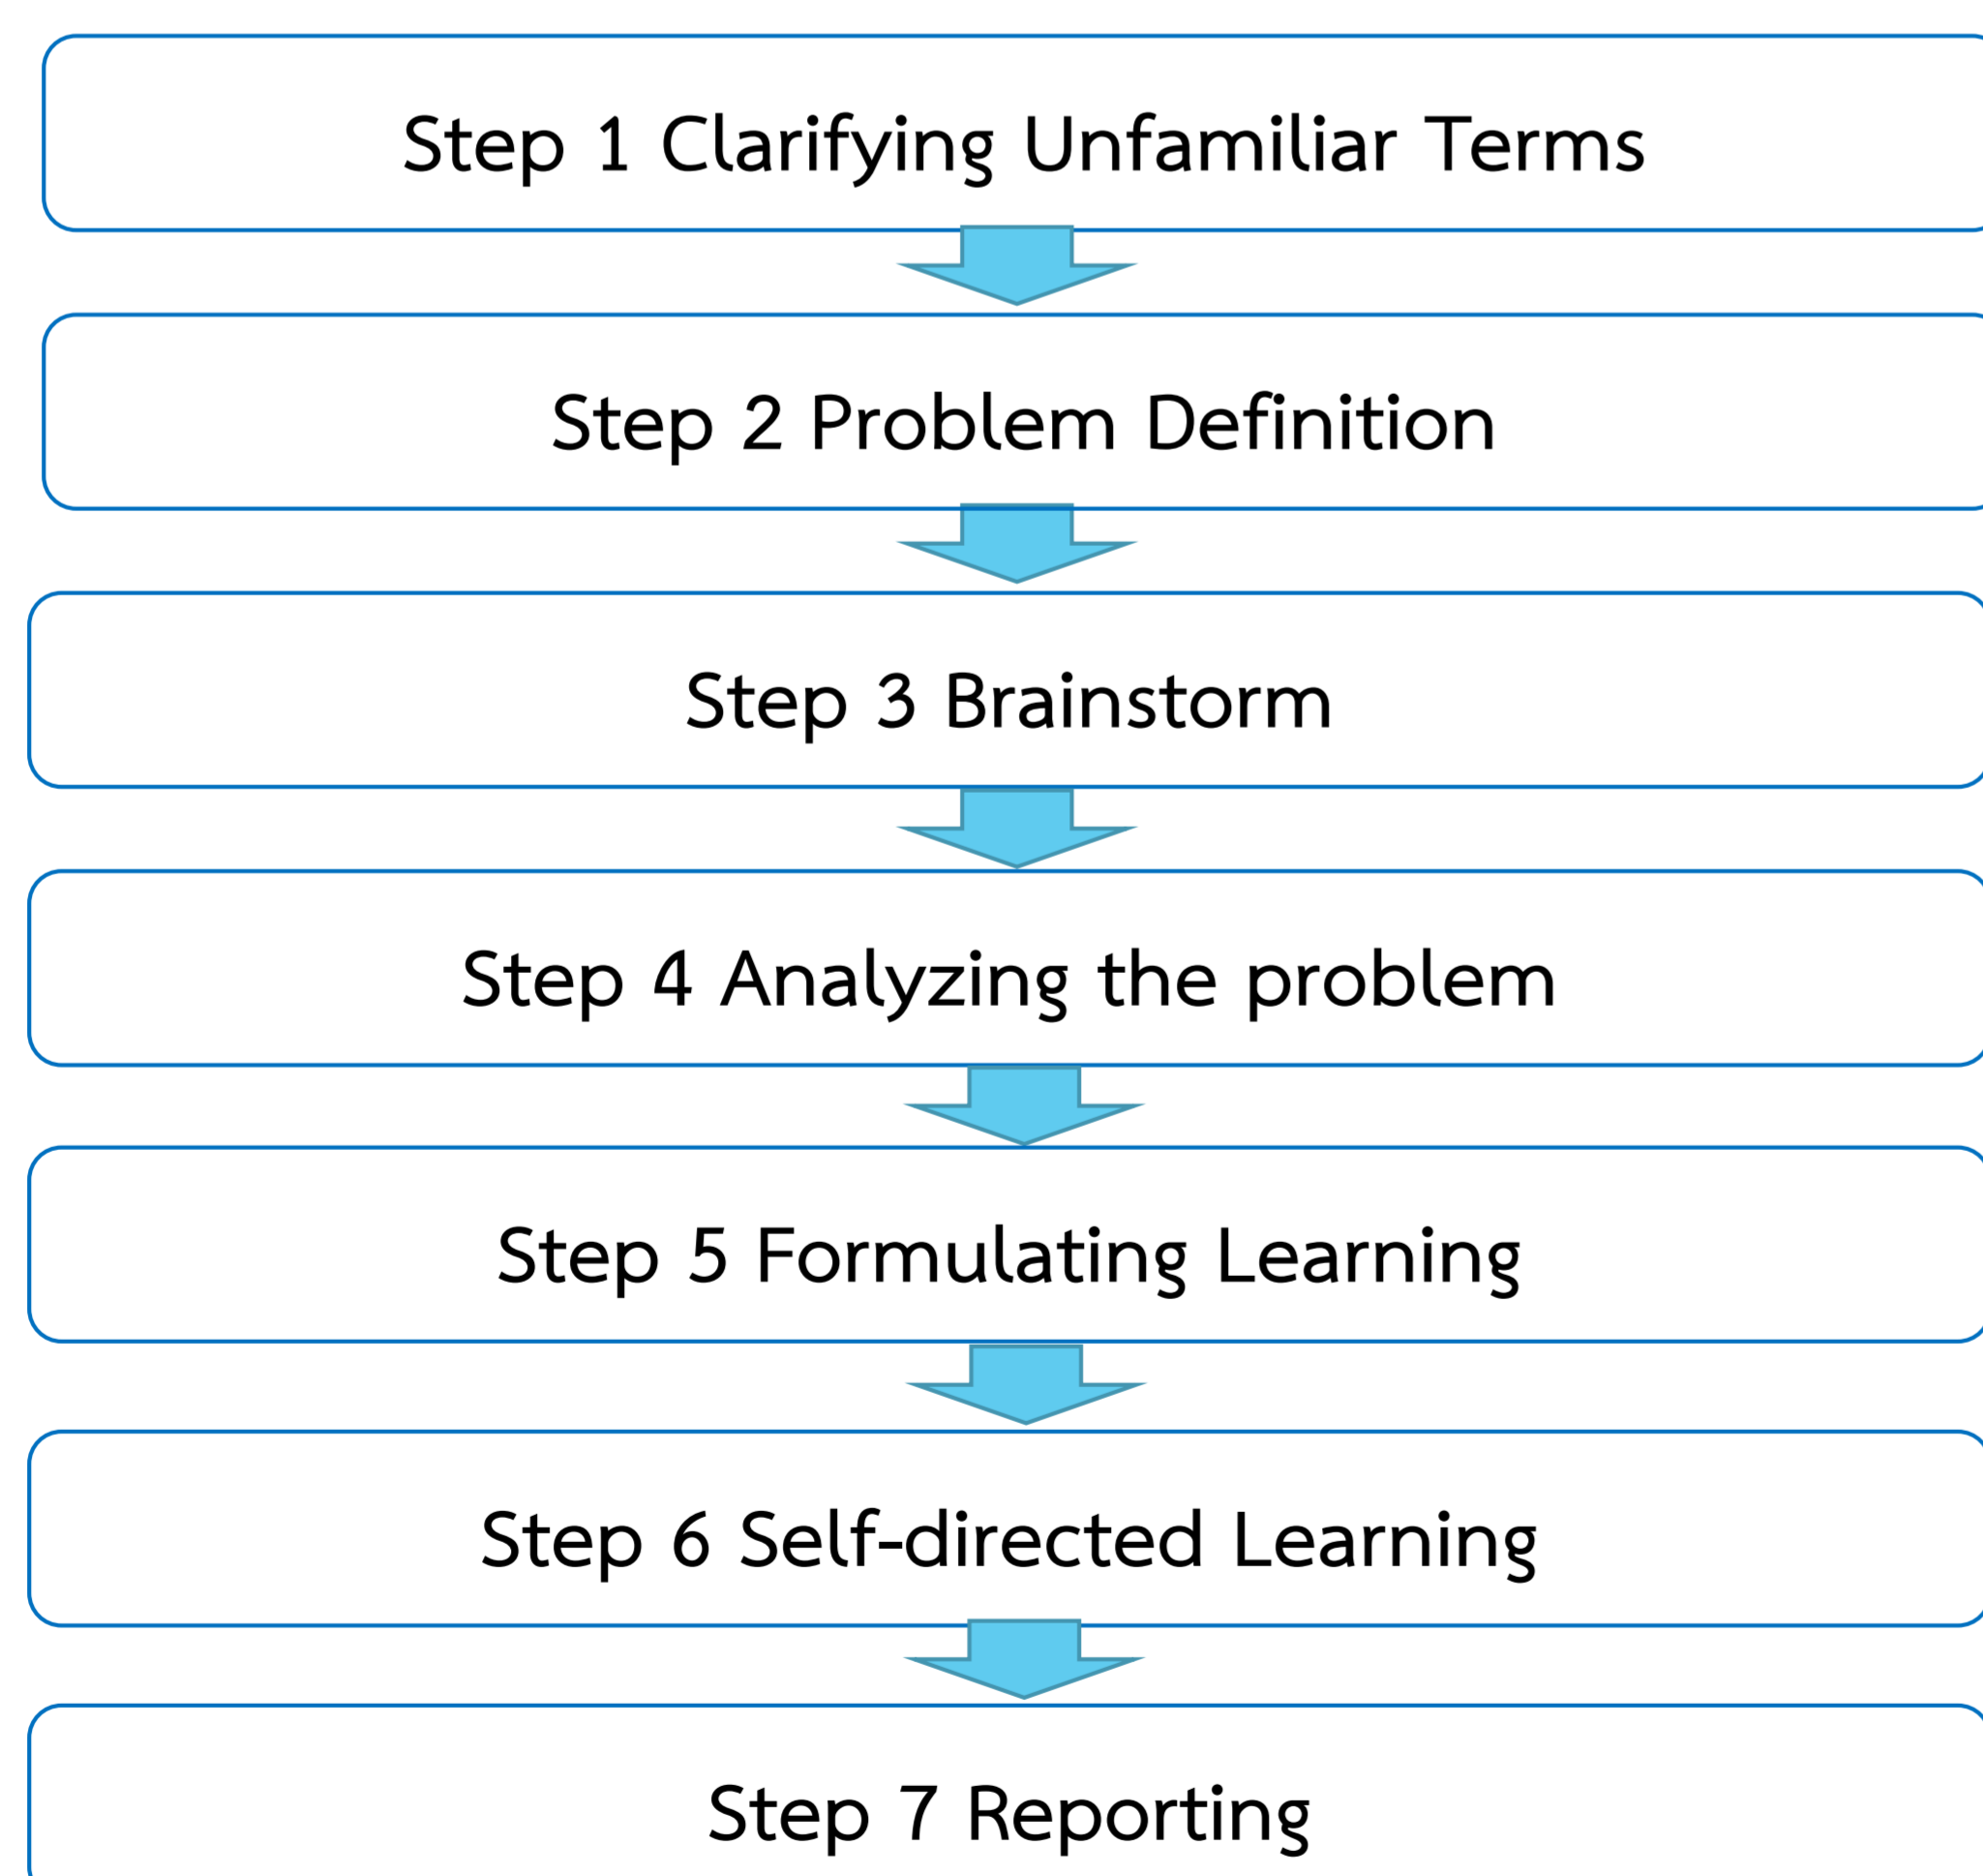 Step 1 Clarifying Unfamiliar Terms
Step 2 Problem Definition
Step 3 Brainstorm
Step 4 Analyzing the problem
Step 5 Formulating Learning
Step 6 Self-directed Learning
Step 7 Reporting